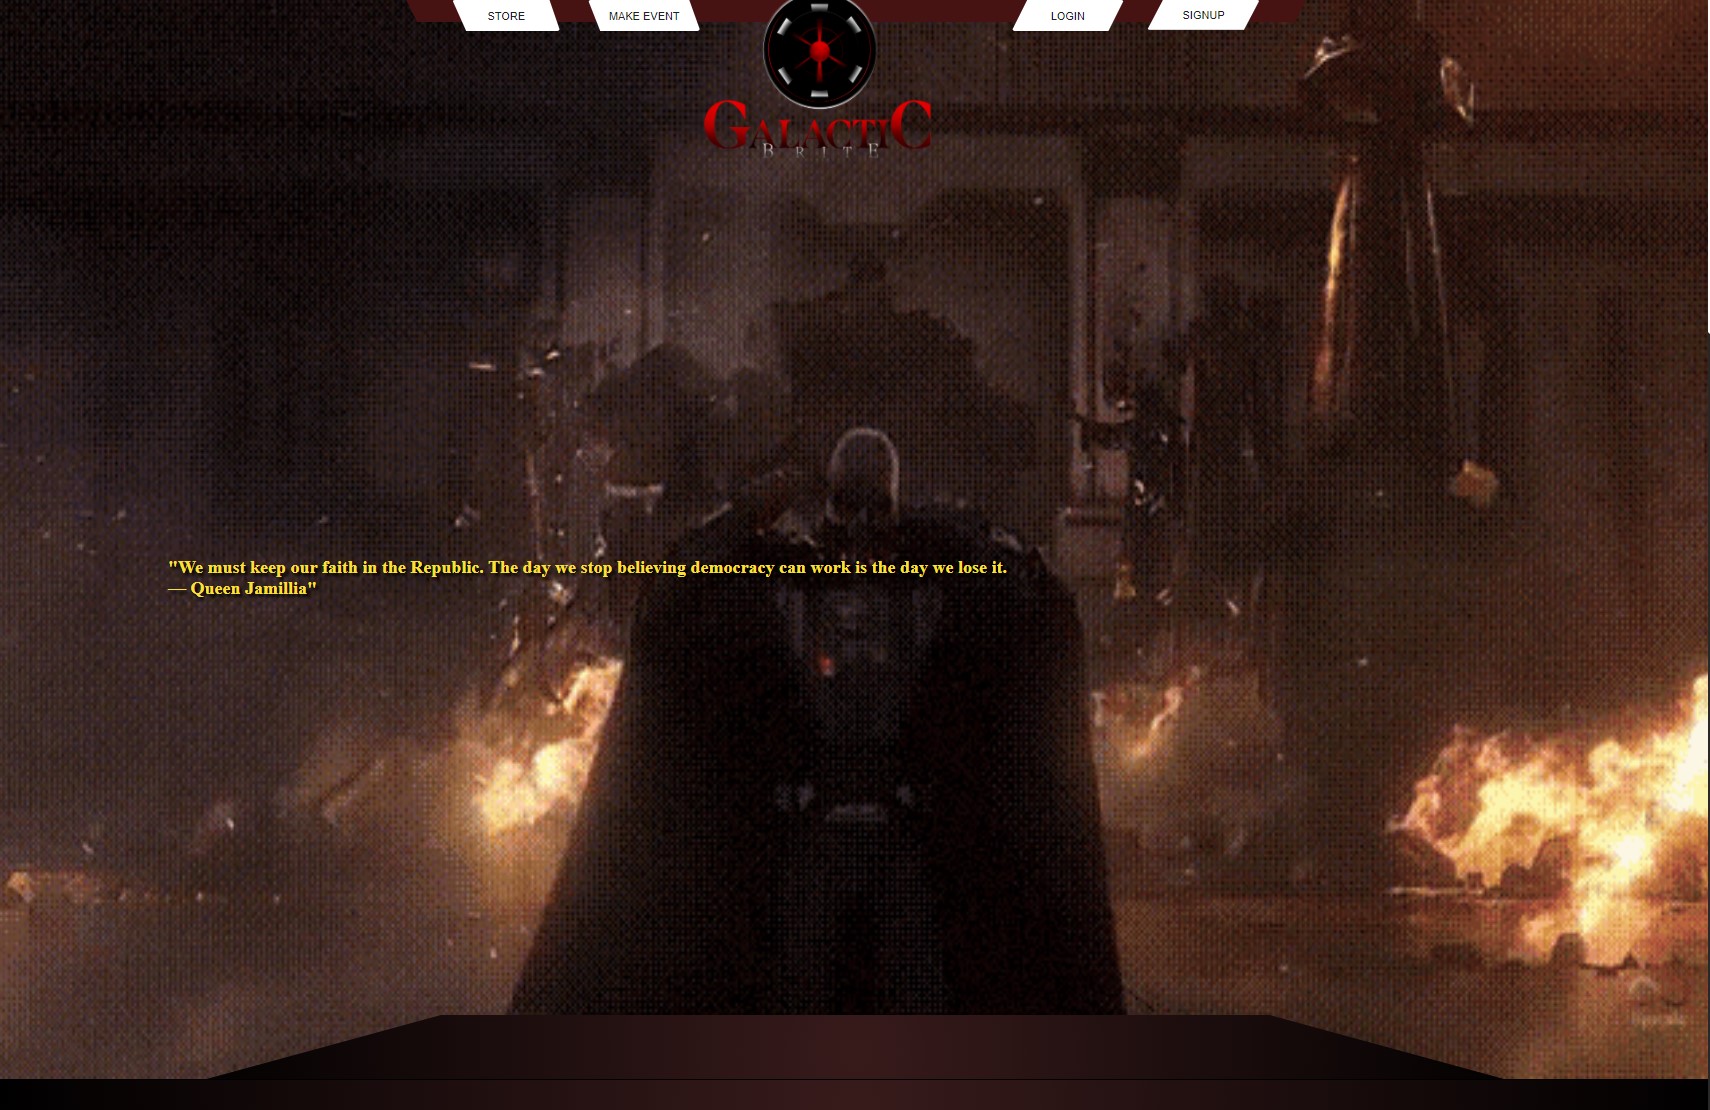 STORE
MAKE EVENT
LOGIN
SIGNUP
GALACTIC
BRITE
"We must keep our faith in the Republic. The day we stop believing democracy can work is the day we lose it.
— Queen Jamillia"